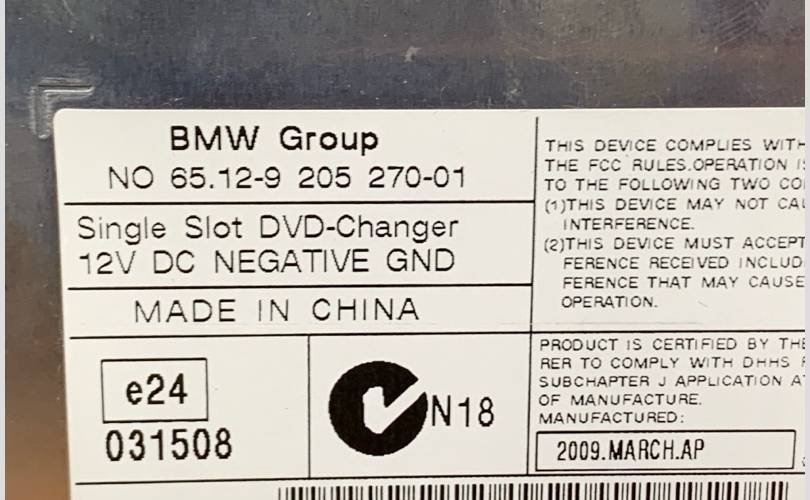 BMW Group
NO 65.12-9 205 270-01
Single Slot DVD-Changer
12V DC NEGATIVE GND
MADE IN CHINA
e24
031508
N18
THIS DEVICE COMPLIES WITH
THE FCC RULES.OPERATION
TO THE FOLLOWING TWO
(1)THIS DEVICE MAY NOT
INTERFERENCE.
(2)THIS DEVICE MUST ACCEPT
FERENCE RECEIVED INCLUD
FERENCE THAT MAY CAUSE
OPERATION.
PRODUCT IS CERTIFIED BY THE
RER TO COMPLY WITH DHHS
SUBCHAPTER J APPLICATION
OF MANUFACTURE.
MANUFACTURED:
2009.MARCH.AP